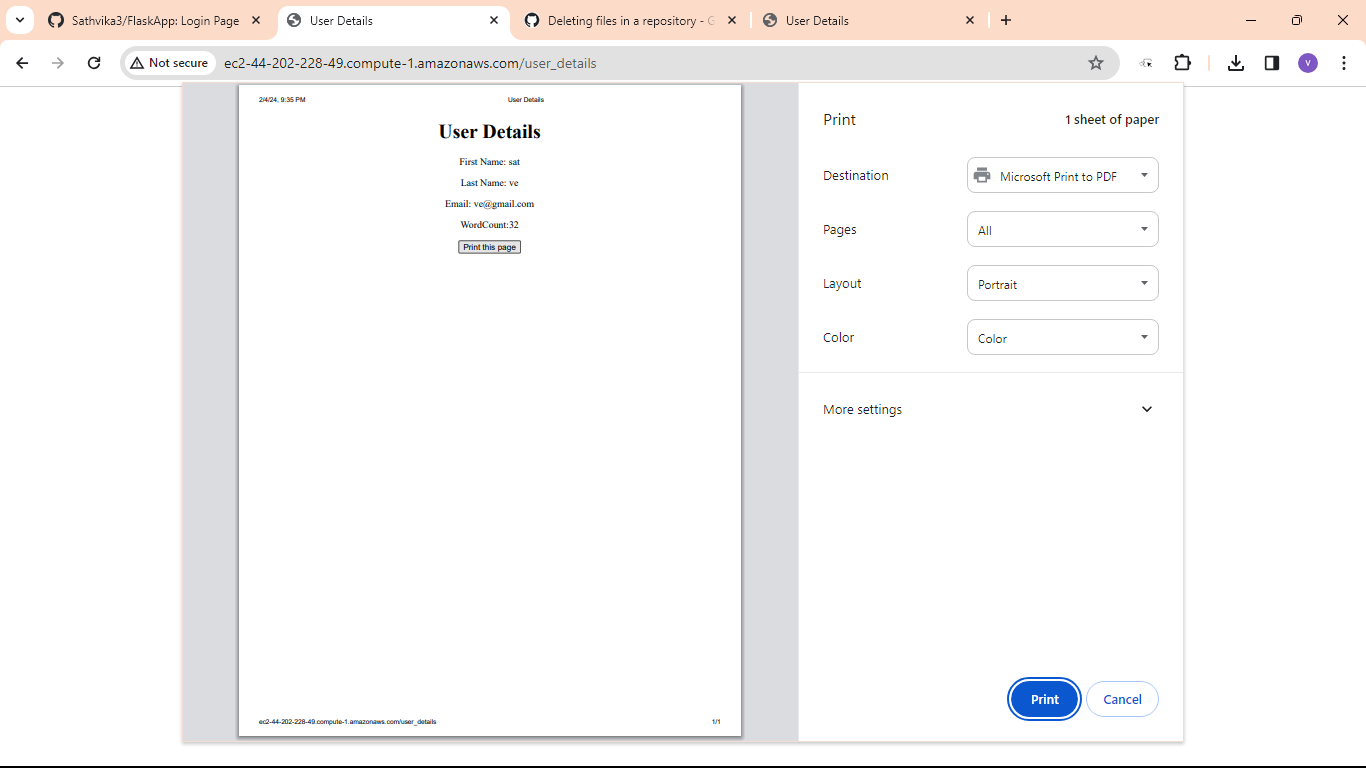 Sathvika3/FlaskApp: Login Page
User Details
Deleting files in a repository - G
User Details
Not secure
ec2-44-202-228-49.compute-1.amazonaws.com/user_details
V
2/4/24, 9:35 PM
User Details
User Details
First Name: sat
Last Name: ve
Email: ve@gmail.com
WordCount:32
Print this page
ec2-44-202-228-49.compute-1.amazonaws.com/user_details
1/1
Print
1 sheet of paper
Destination
Microsoft Print to PDF
Pages
All
Layout
Portrait
Color
Color
More settings
Print
Cancel